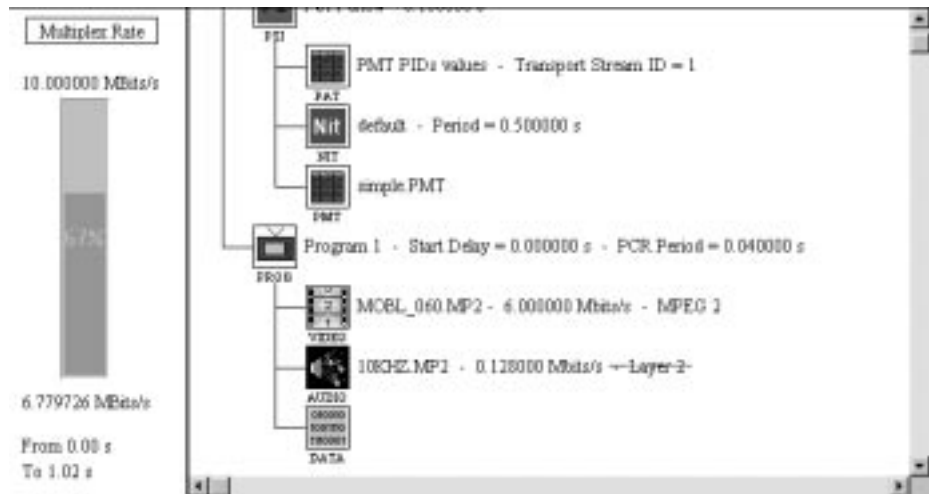 Multiplex Rate
10.000000 MBits/s
67%
6.779726 MBits/s
From 0.00 s
To 1.02 s
PSI
PMT PIDs values - Transport Stream ID = 1
PAT
Nit
default - Period = 0.500000 s
NIT
simple.PMT
PMT
Program 1 - Start Delay = 0.000000 s - PCR Period = 0.040000 s
PROG
2
1
MOBL_060.MP2 - 6.000000 Mbits/s - MPEG 2
VIDEO
10KHZ.MP2 - 0.128000 Mbits/s - Layer 2
AUDIO
DATA